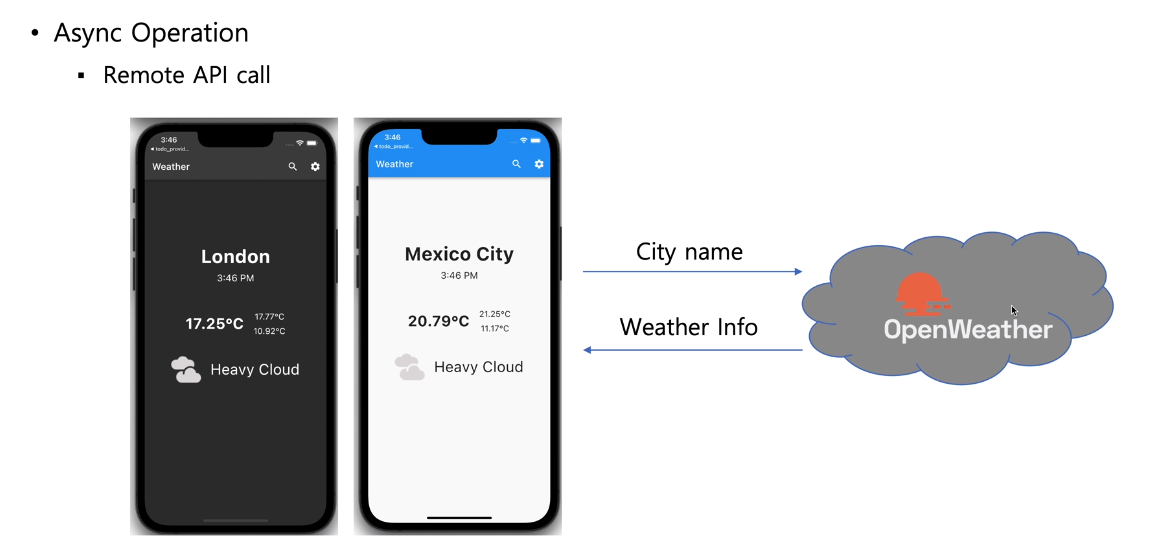 • Async Operation
▪ Remote API call
3:46
◂ todo_provid...
Weather
London
3:46 PM
17.25°C
17.77°C
10.92°C
Heavy Cloud
3:46
◂ todo_provid...
Weather
Mexico City
3:46 PM
20.79°C
21.25°C
11.17°C
Heavy Cloud
City name
Weather Info
OpenWeather